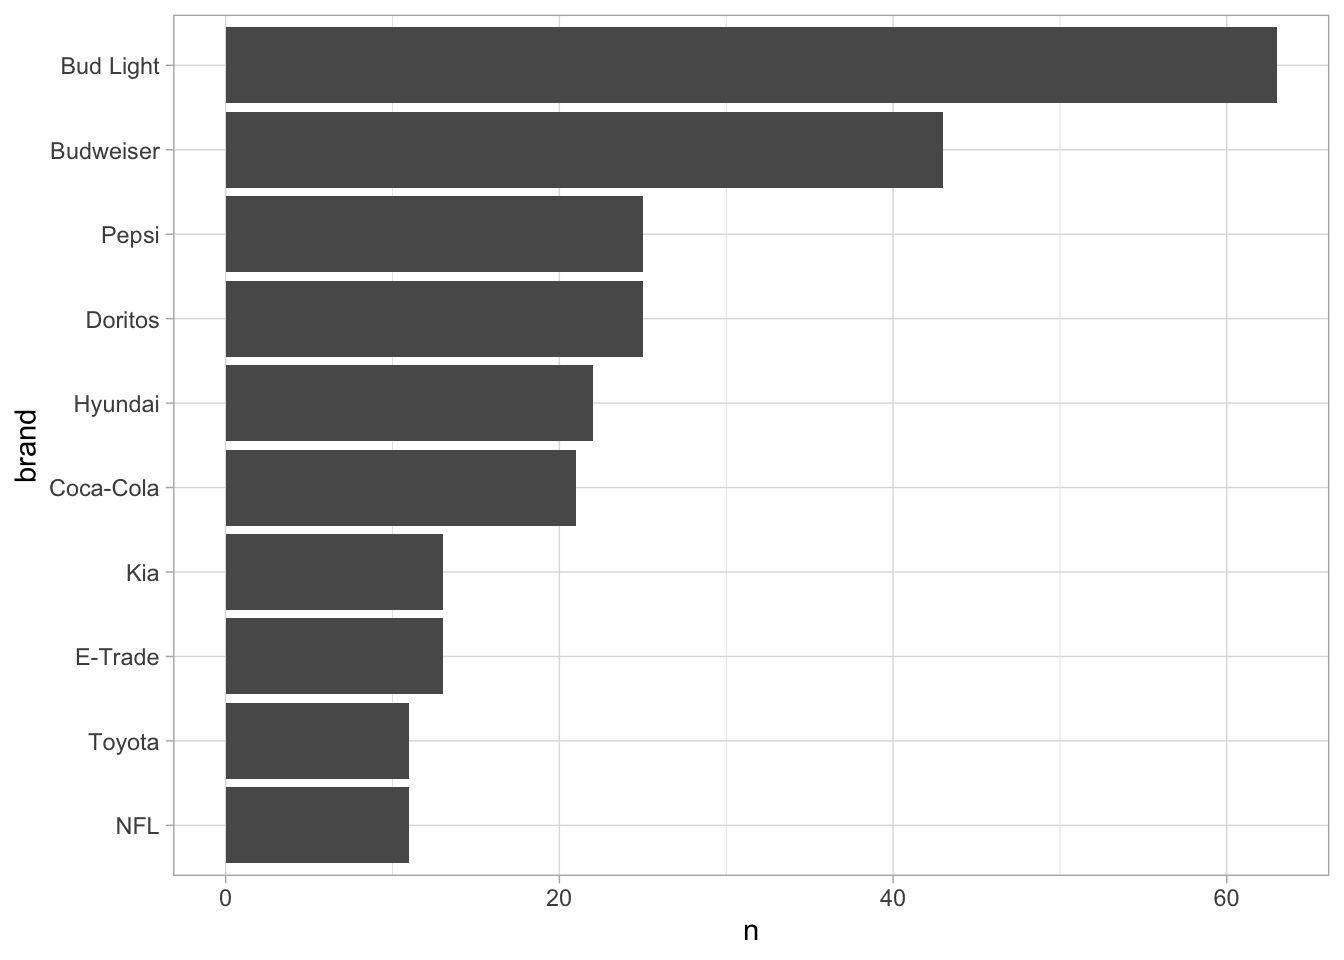 Bud Light
Budweiser
Pepsi
Doritos
Hyundai
Coca-Cola
Kia
E-Trade
Toyota
NFL
brand
0 20 40 60
n